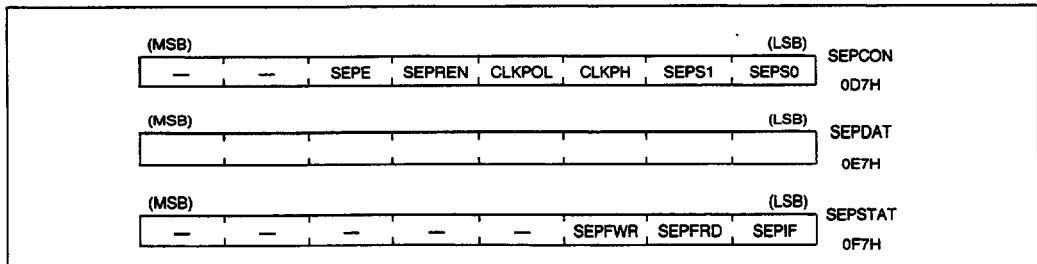 (MSB) (LSB) SEPCON
— — SEPE SEPREN CLKPOL CLKPH SEPS1 SEPS0 0D7H
(MSB) (LSB) SEPDAT
0E7H
(MSB) (LSB) SEPSTAT
— — — — — SEPFWR SEPFRD SEPIF 0F7H